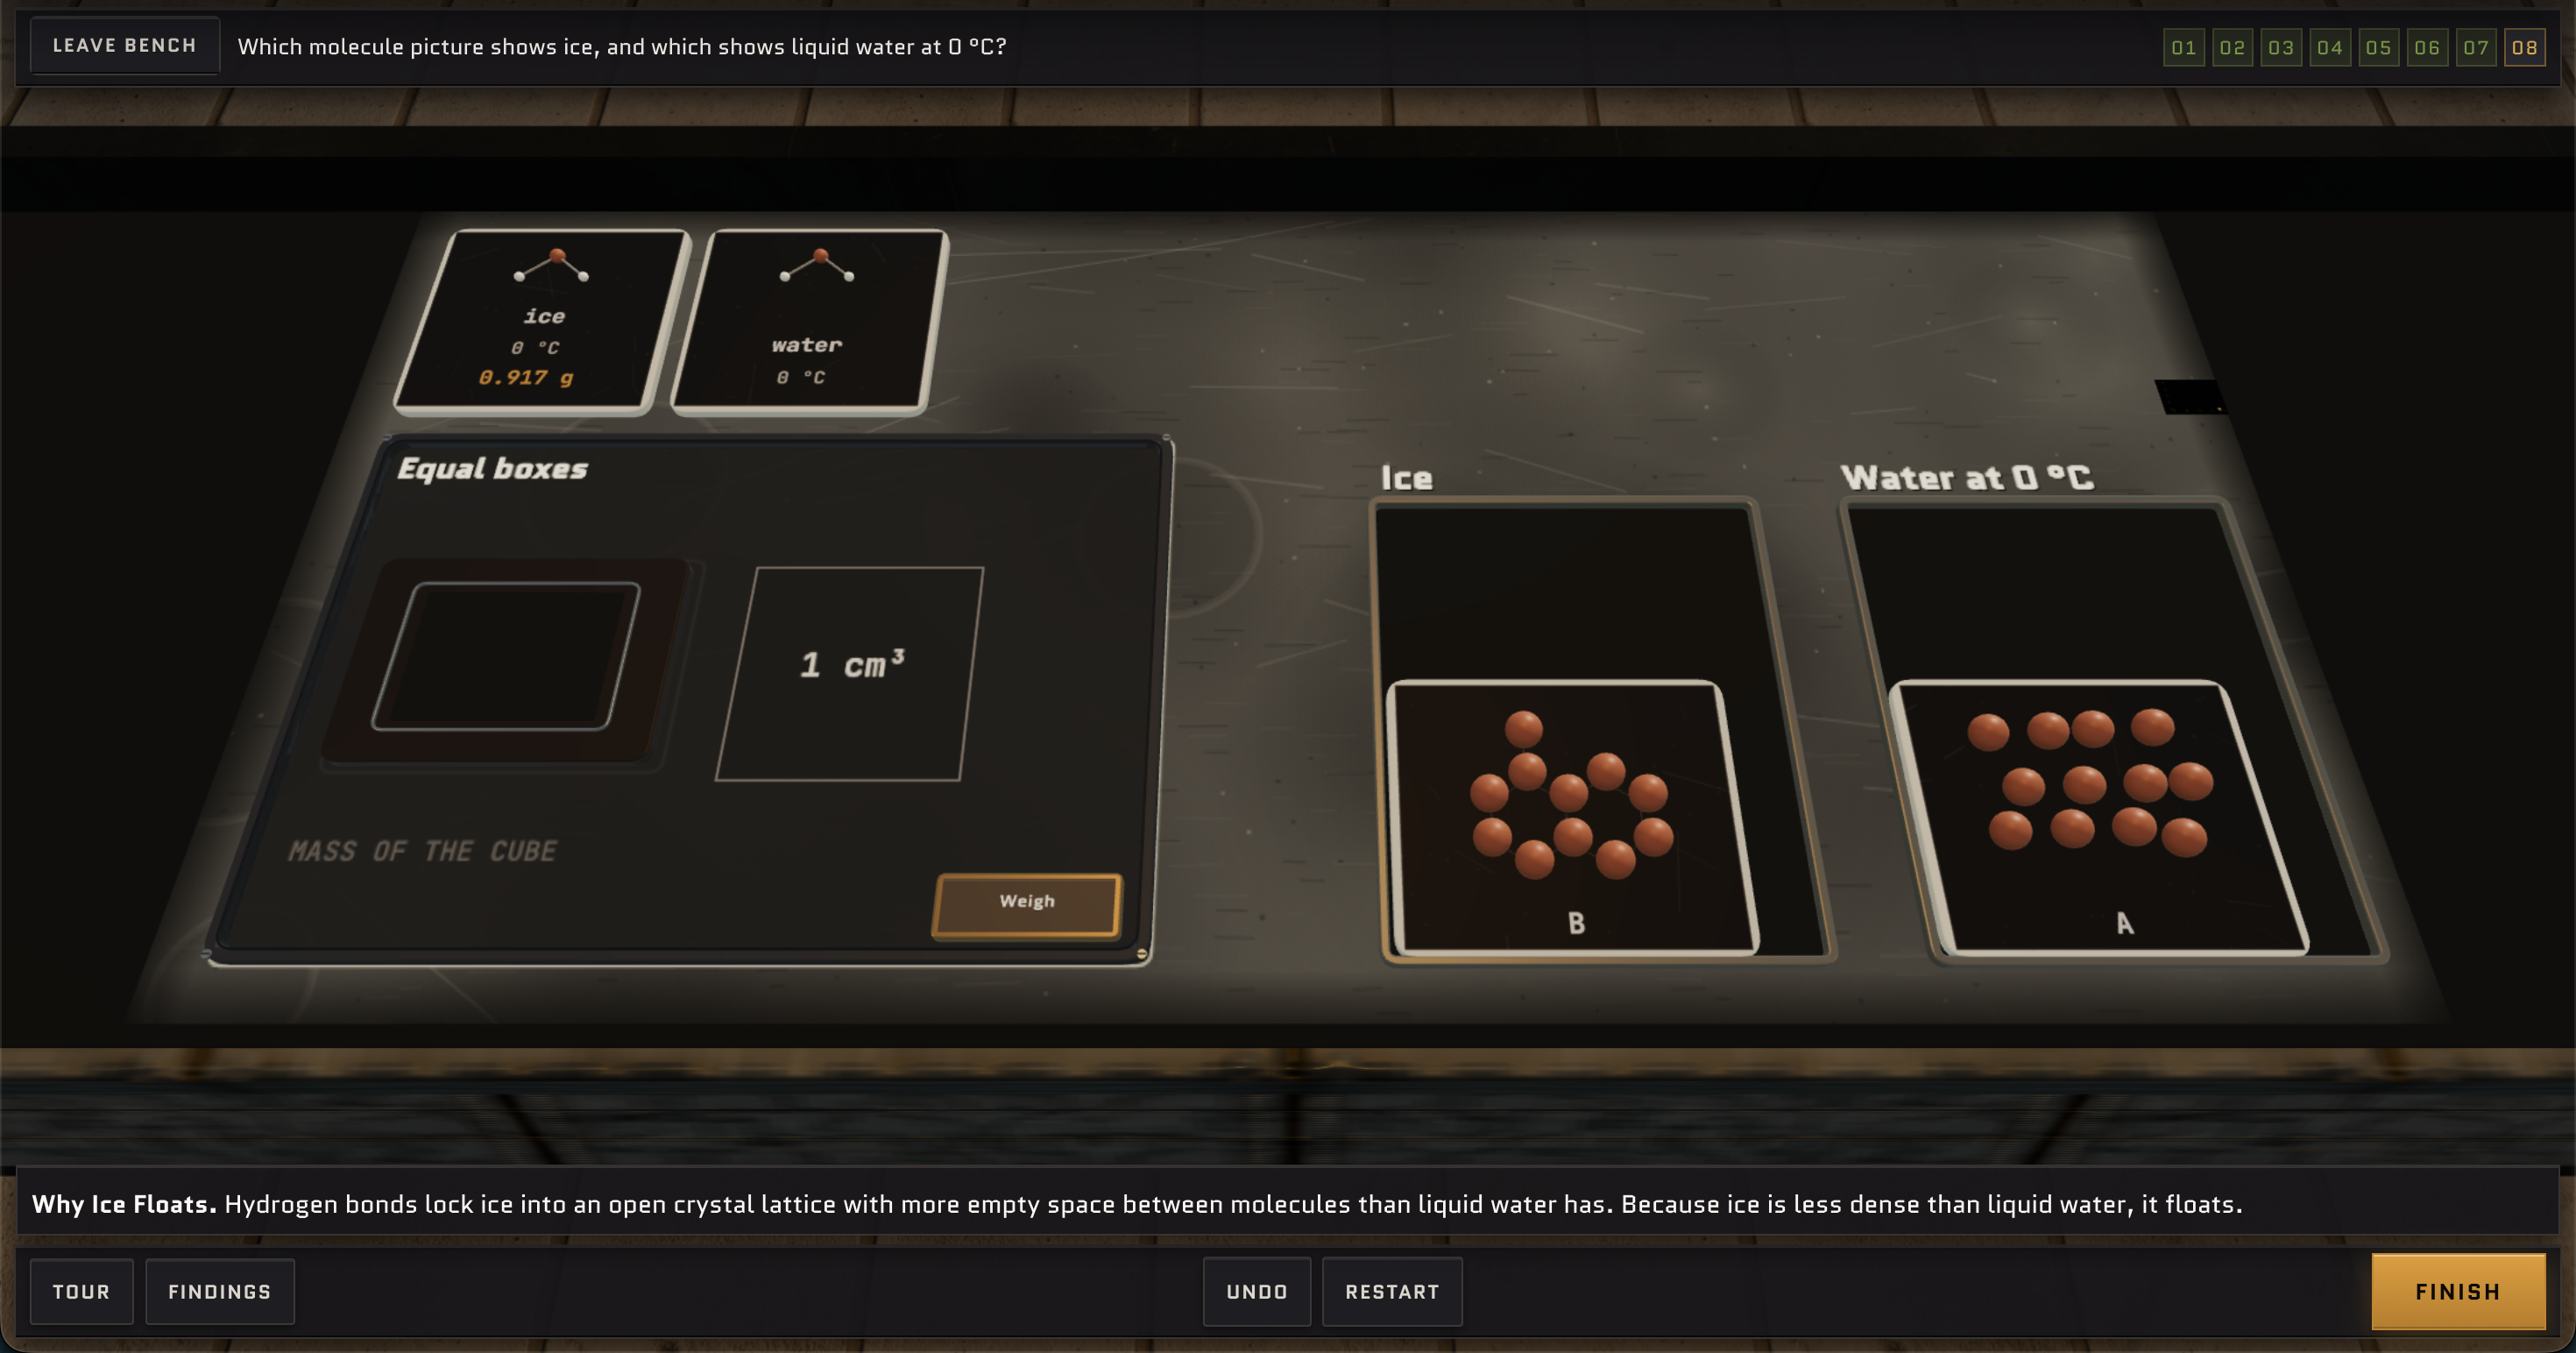 LEAVE BENCH
Which molecule picture shows ice, and which shows liquid water at 0 °C?
01 02 03 04 05 06 07 08
ice
0 °C
0.917 g
water
0 °C
Equal boxes
1 cm³
MASS OF THE CUBE
Weigh
Ice
B
Water at 0 °C
A
Why Ice Floats. Hydrogen bonds lock ice into an open crystal lattice with more empty space between molecules than liquid water has. Because ice is less dense than liquid water, it floats.
TOUR
FINDINGS
UNDO
RESTART
FINISH